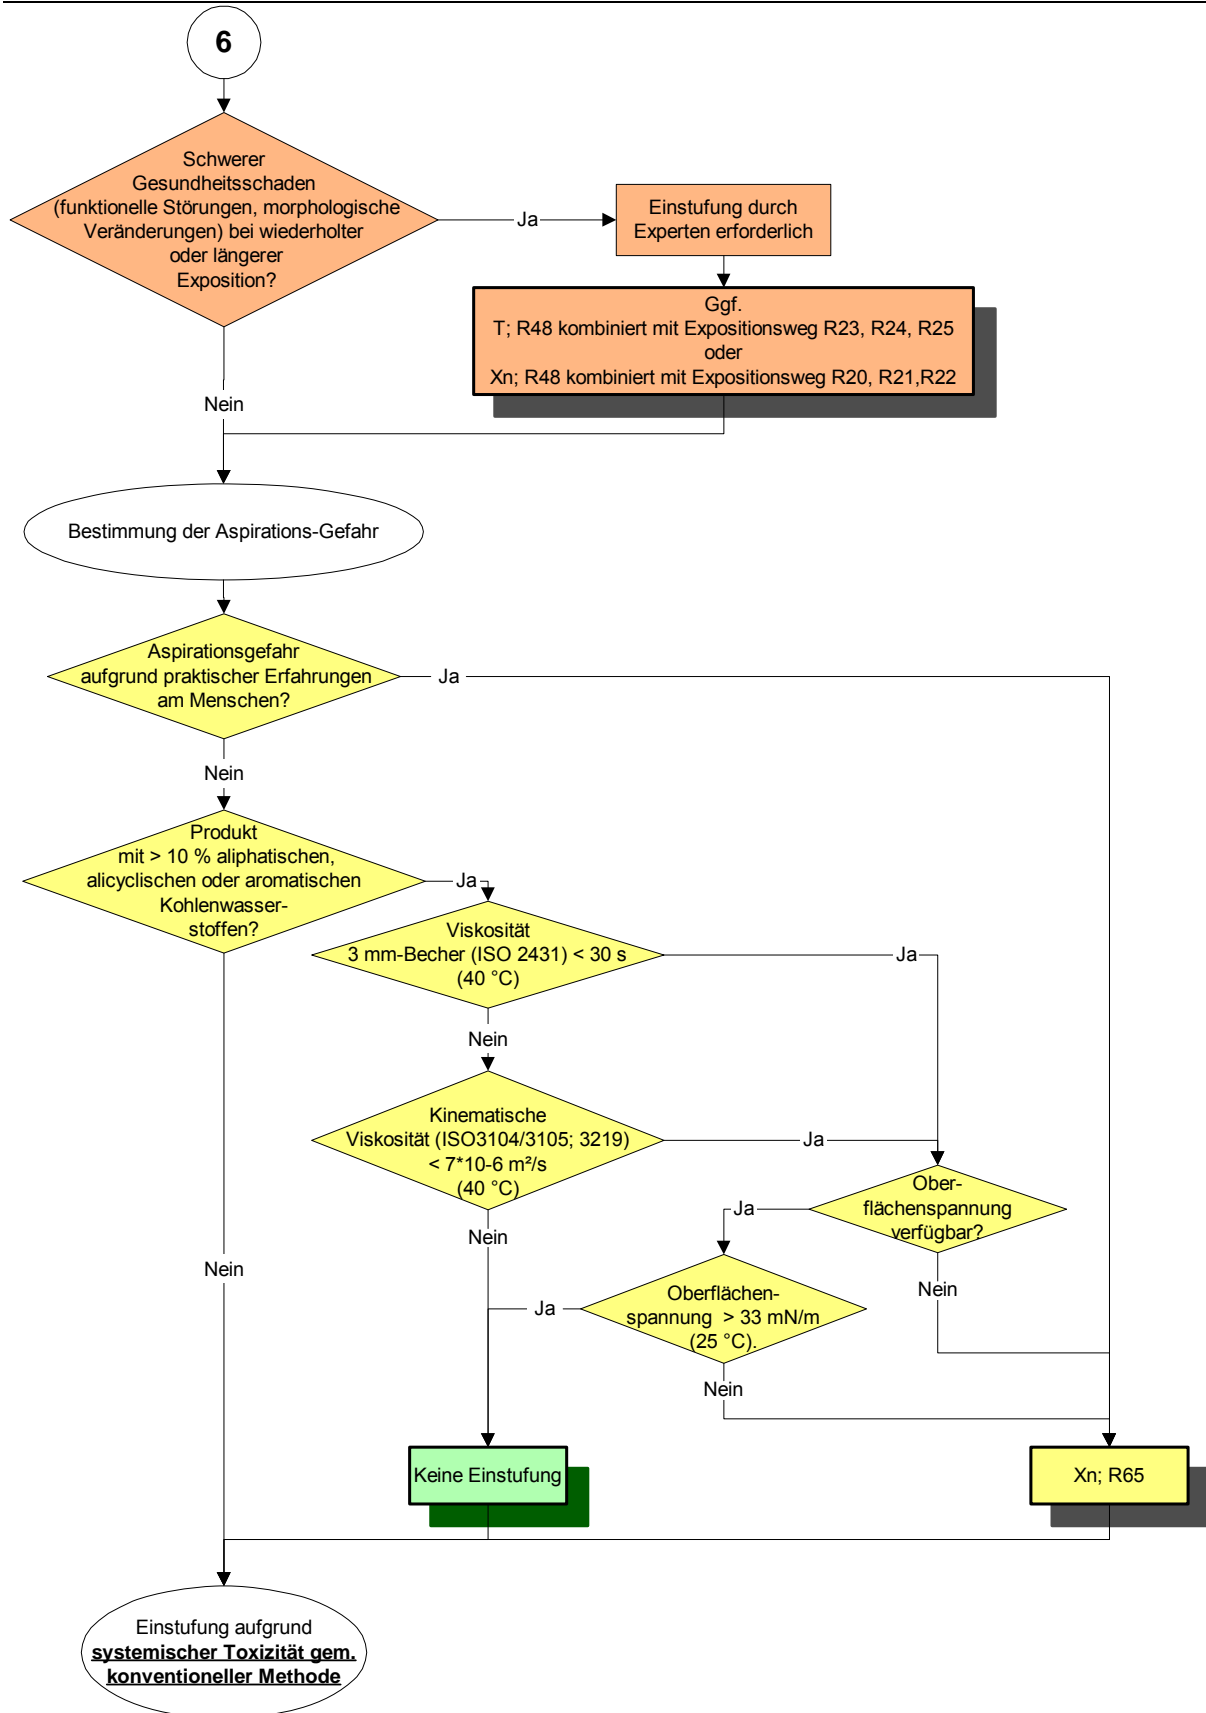 6
Schwerer
Gesundheitsschaden
(funktionelle Störungen, morphologische
Veränderungen) bei wiederholter
oder längerer
Exposition?
Ja
Einstufung durch
Experten erforderlich
Ggf.
T; R48 kombiniert mit Expositionsweg R23, R24, R25
oder
Xn; R48 kombiniert mit Expositionsweg R20, R21,R22
Nein
Bestimmung der Aspirations-Gefahr
Aspirationsgefahr
aufgrund praktischer Erfahrungen
am Menschen?
Ja
Nein
Produkt
mit > 10 % aliphatischen,
alicyclischen oder aromatischen
Kohlenwasser-
stoffen?
Ja
Viskosität
3 mm-Becher (ISO 2431) < 30 s
(40 °C)
Ja
Nein
Kinematische
Viskosität (ISO3104/3105; 3219)
< 7*10-6 m²/s
(40 °C)
Ja
Ober-
flächenspannung
verfügbar?
Ja
Nein
Nein
Nein
Oberflächen-
spannung > 33 mN/m
(25 °C).
Ja
Nein
Keine Einstufung
Xn; R65
Einstufung aufgrund
systemischer Toxizität gem.
konventioneller Methode